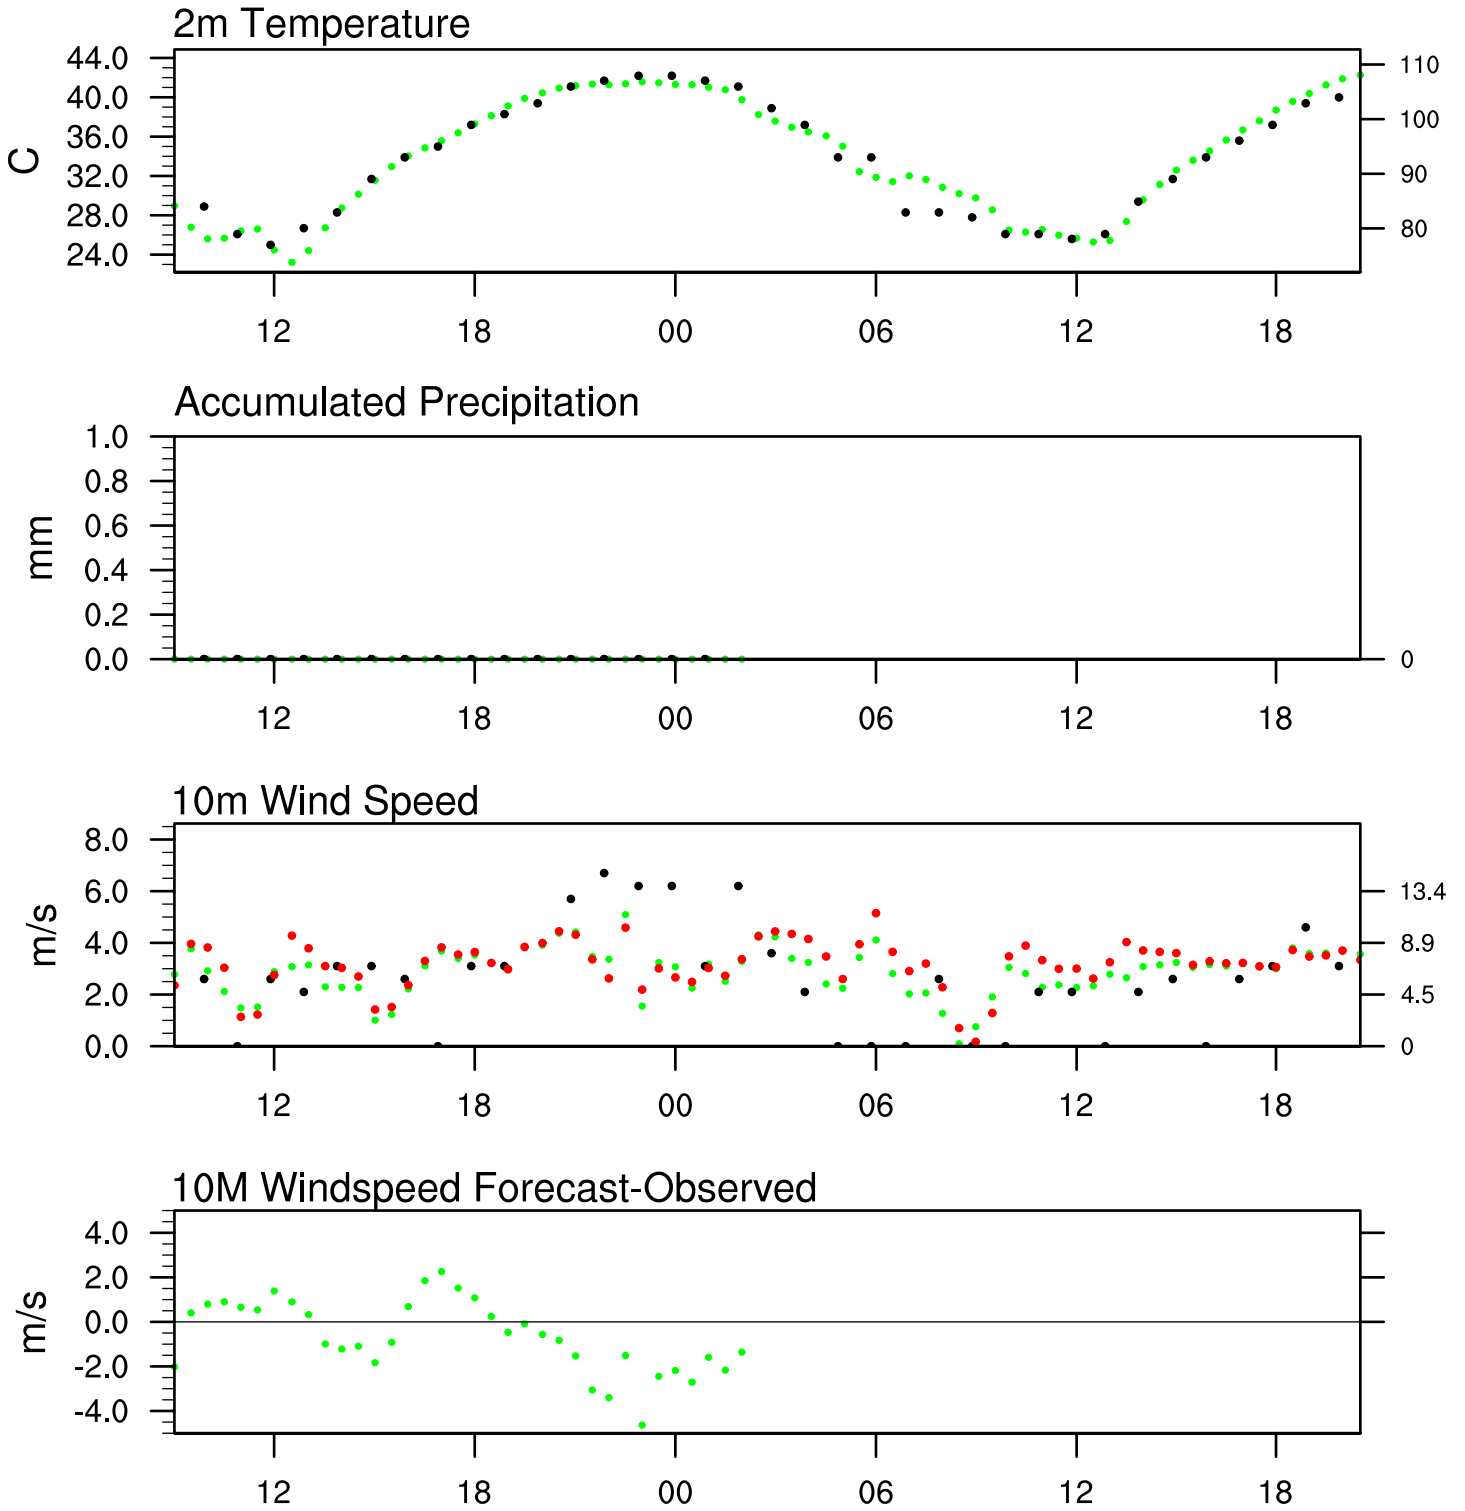 2m Temperature
44.0
40.0
36.0
32.0
28.0
24.0
C
110
100
90
80
12 18 00 06 12 18
Accumulated Precipitation
1.0
0.8
0.6
0.4
0.2
0.0
mm
0
12 18 00 06 12 18
10m Wind Speed
8.0
6.0
4.0
2.0
0.0
m/s
13.4
8.9
4.5
0
12 18 00 06 12 18
10M Windspeed Forecast-Observed
4.0
2.0
0.0
-2.0
-4.0
m/s
12 18 00 06 12 18